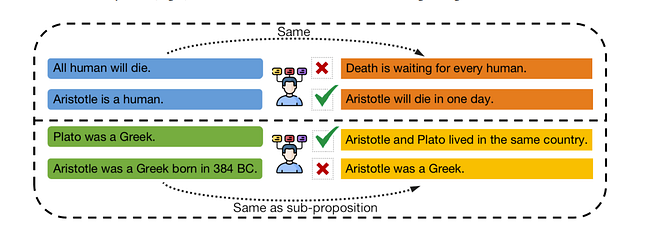 Same
All human will die.
Death is waiting for every human.
Aristotle is a human.
Aristotle will die in one day.
Plato was a Greek.
Aristotle and Plato lived in the same country.
Aristotle was a Greek born in 384 BC.
Aristotle was a Greek.
Same as sub-proposition